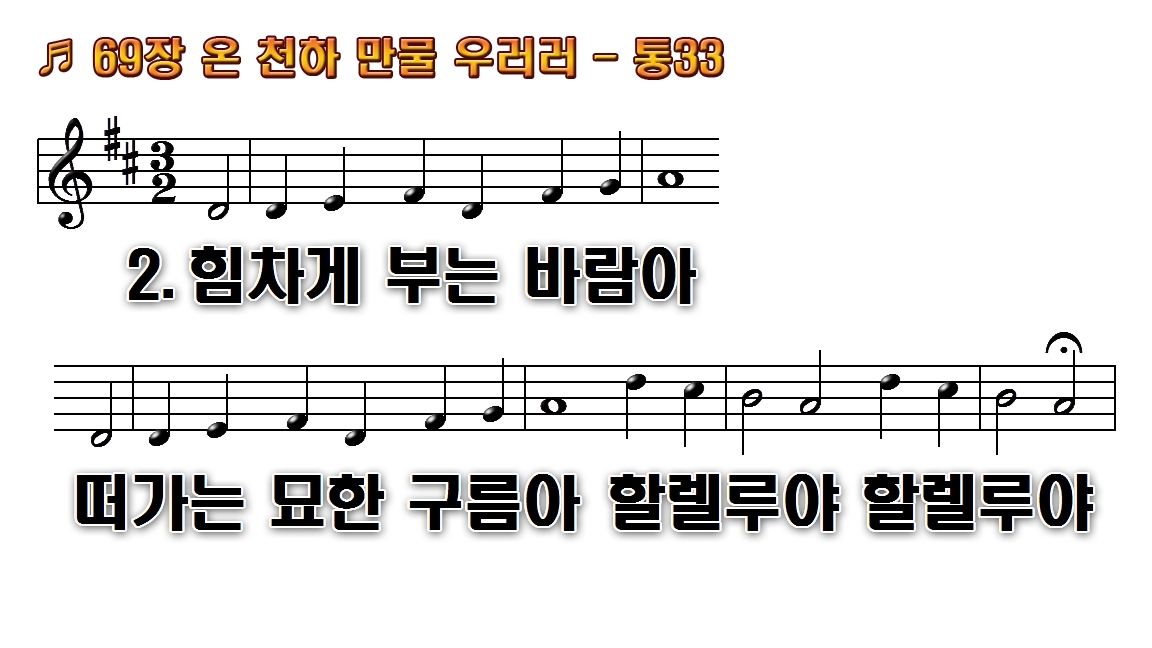 ♬ 69장 온 천하 만물 우러러 - 통33
3
2
2. 힘차게 부는 바람아
떠가는 묘한 구름아 할렐루야 할렐루야